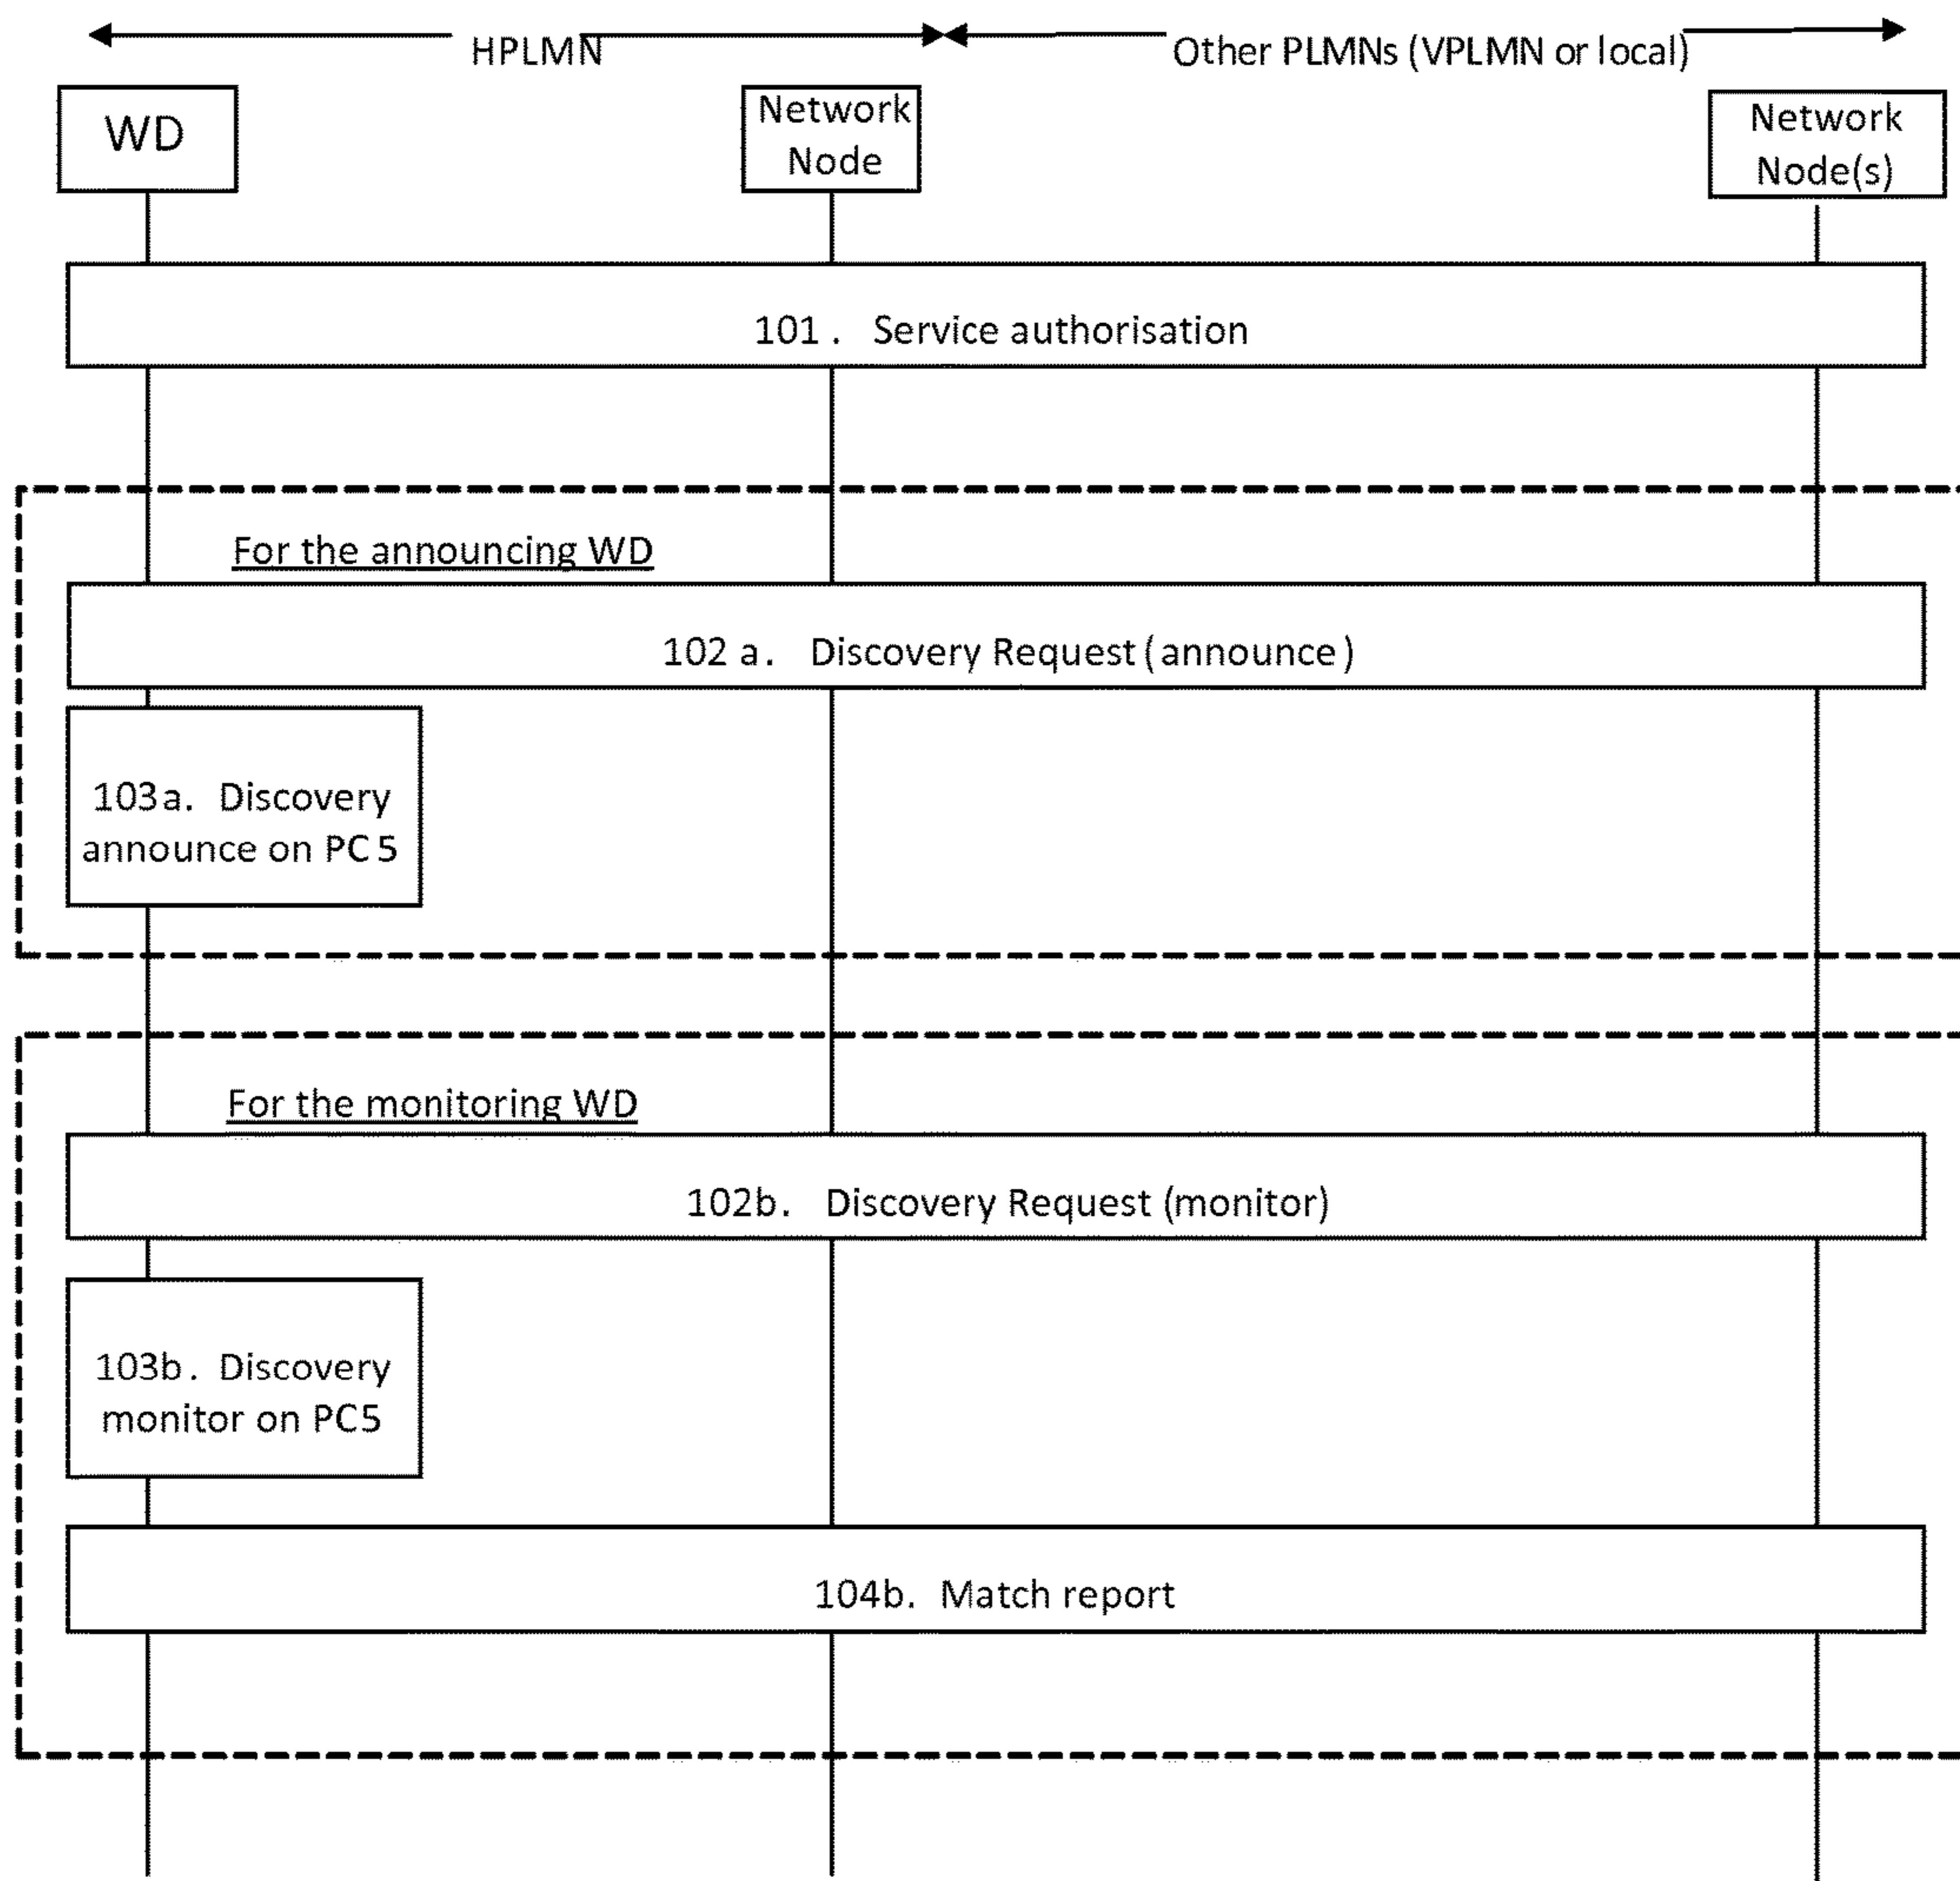 HPLMN
Other PLMNs (VPLMN or local)
WD
Network
Node
Network
Node(s)
101. Service authorisation
For the announcing WD
102 a. Discovery Request (announce)
103a. Discovery
announce on PC 5
For the monitoring WD
102b. Discovery Request (monitor)
103b. Discovery
monitor on PC5
104b. Match report